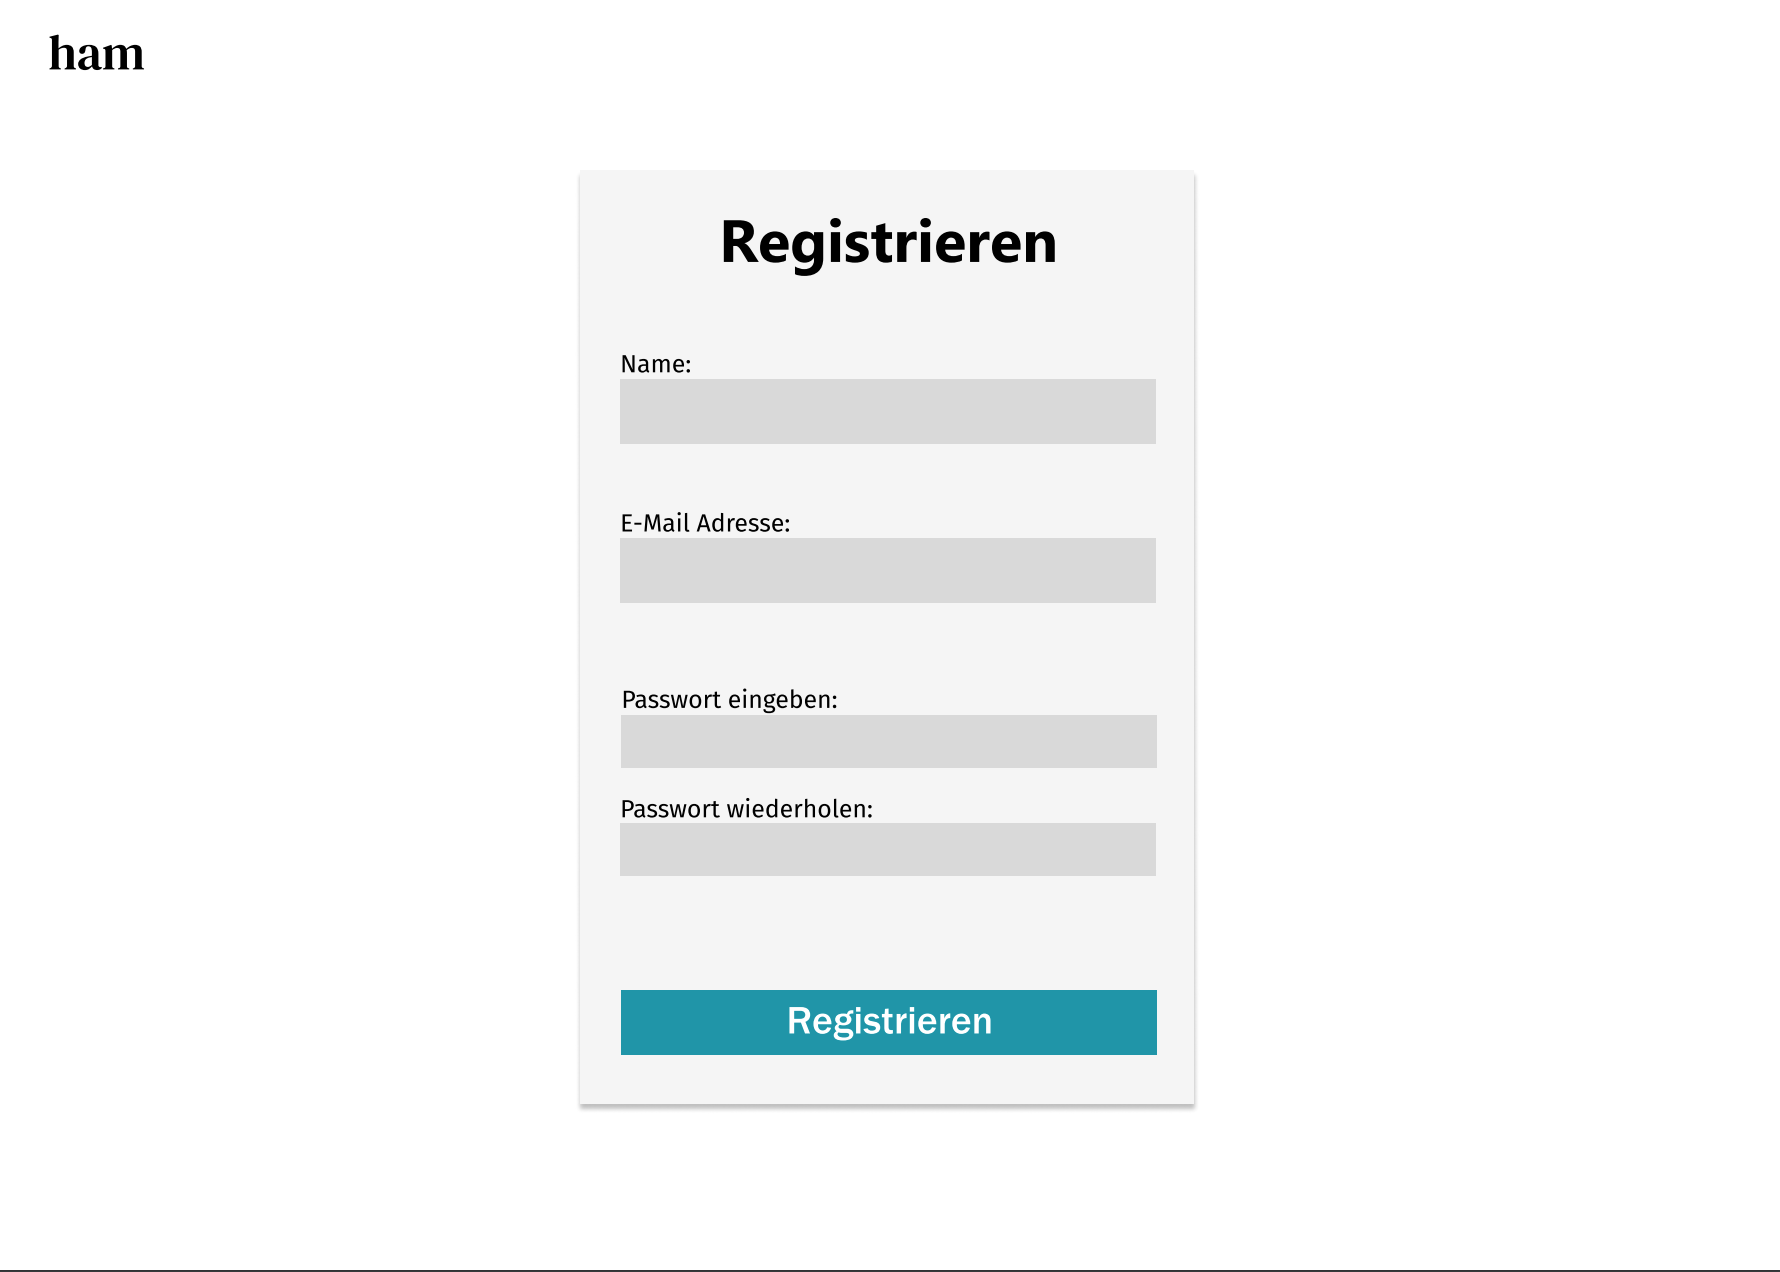 ham
Registrieren
Name:
E-Mail Adresse:
Passwort eingeben:
Passwort wiederholen:
Registrieren